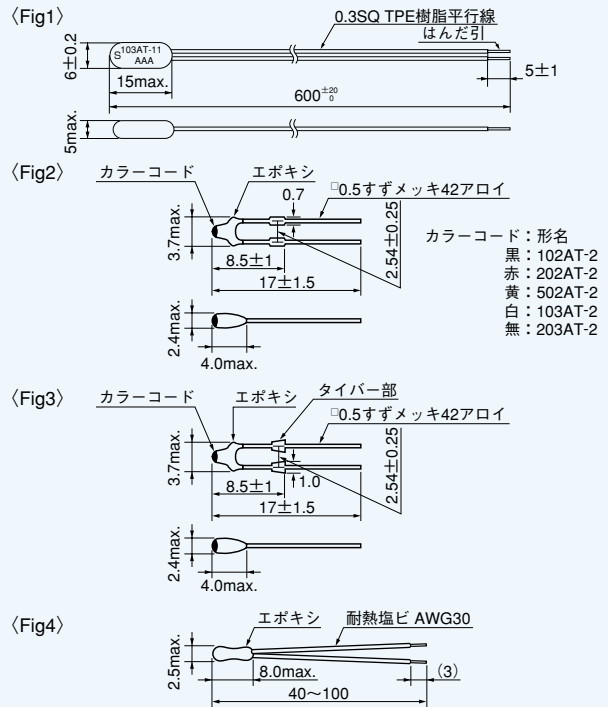 〈Fig1〉
0.3SQ TPE樹脂平行線
はんだ引
6±0.2
S103AT-11
AAA
15max.
5±1
600 ±20 0
5max.
〈Fig2〉
カラーコード
エポキシ
0.7
□0.5すずメッキ42アロイ
3.7max.
8.5±1
2.54±0.25
17±1.5
カラーコード：形名
黒：102AT-2
赤：202AT-2
黄：502AT-2
白：103AT-2
無：203AT-2
2.4max.
4.0max.
〈Fig3〉
カラーコード
エポキシ
タイバー部
□0.5すずメッキ42アロイ
3.7max.
8.5±1
1.0
2.54±0.25
17±1.5
2.4max.
4.0max.
〈Fig4〉
エポキシ
耐熱塩ビ AWG30
2.5max.
8.0max.
(3)
40～100